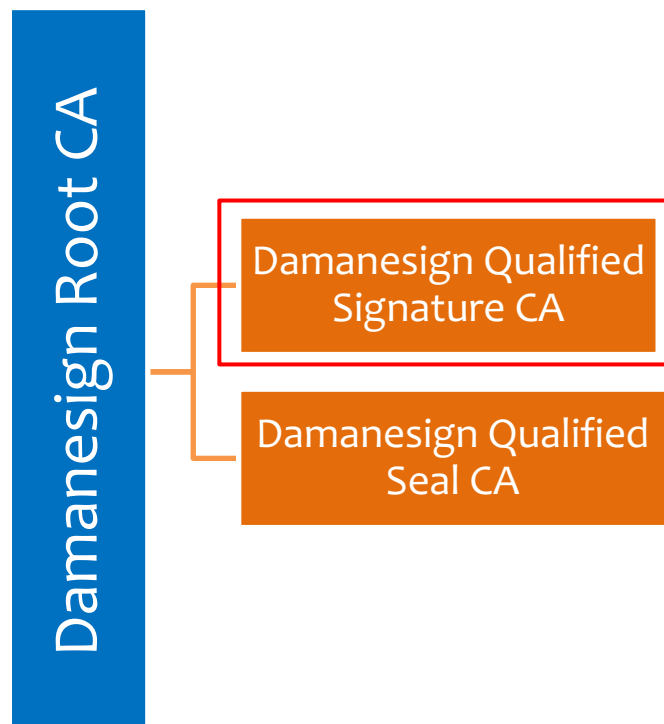 Damanesign Root CA
Damanesign Qualified
Signature CA
Damanesign Qualified
Seal CA